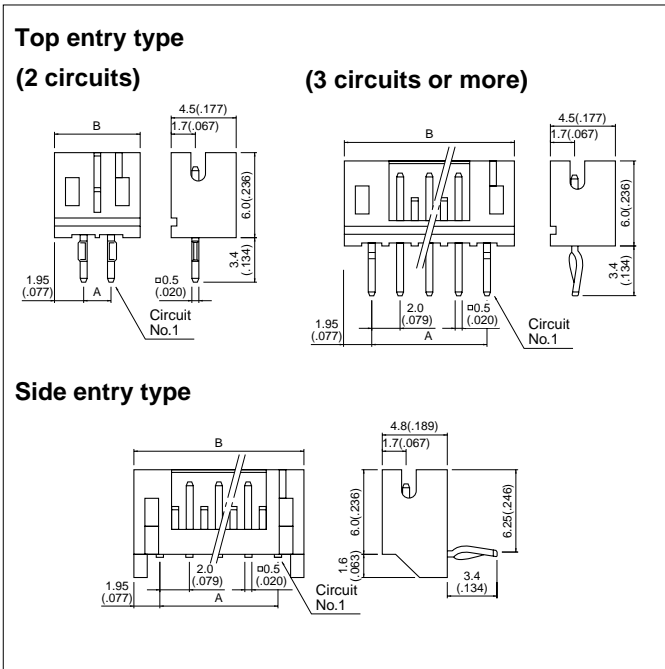 Top entry type
(2 circuits)
(3 circuits or more)
B
4.5(.177)
1.7(.067)
6.0(.236)
3.4
(.134)
1.95
(.077)
A
¤0.5
(.020)
Circuit
No.1
B
4.5(.177)
1.7(.067)
6.0(.236)
3.4
(.134)
1.95
(.077)
2.0
(.079)
A
¤0.5
(.020)
Circuit
No.1
Side entry type
B
4.8(.189)
1.7(.067)
6.0(.236)
1.6
(.063)
6.25(.246)
3.4
(.134)
1.95
(.077)
2.0
(.079)
A
¤0.5
(.020)
Circuit
No.1